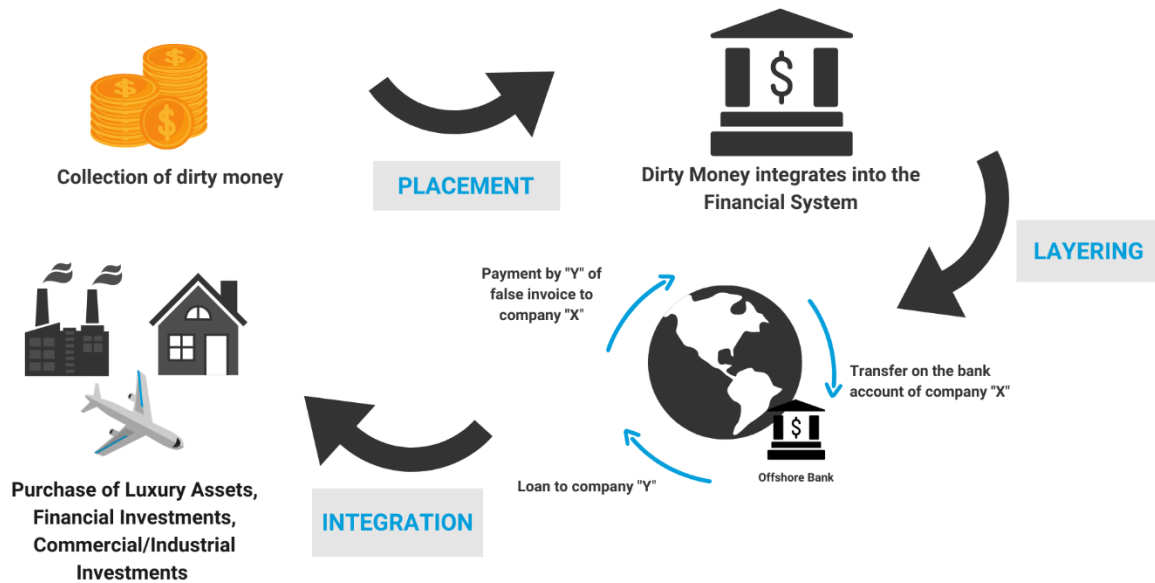 Collection of dirty money
PLACEMENT
Dirty Money integrates into the
Financial System
LAYERING
Payment by "Y" of
false invoice to
company "X"
Transfer on the bank
account of company "X"
Offshore Bank
Loan to company "Y"
INTEGRATION
Purchase of Luxury Assets,
Financial Investments,
Commercial/Industrial
Investments